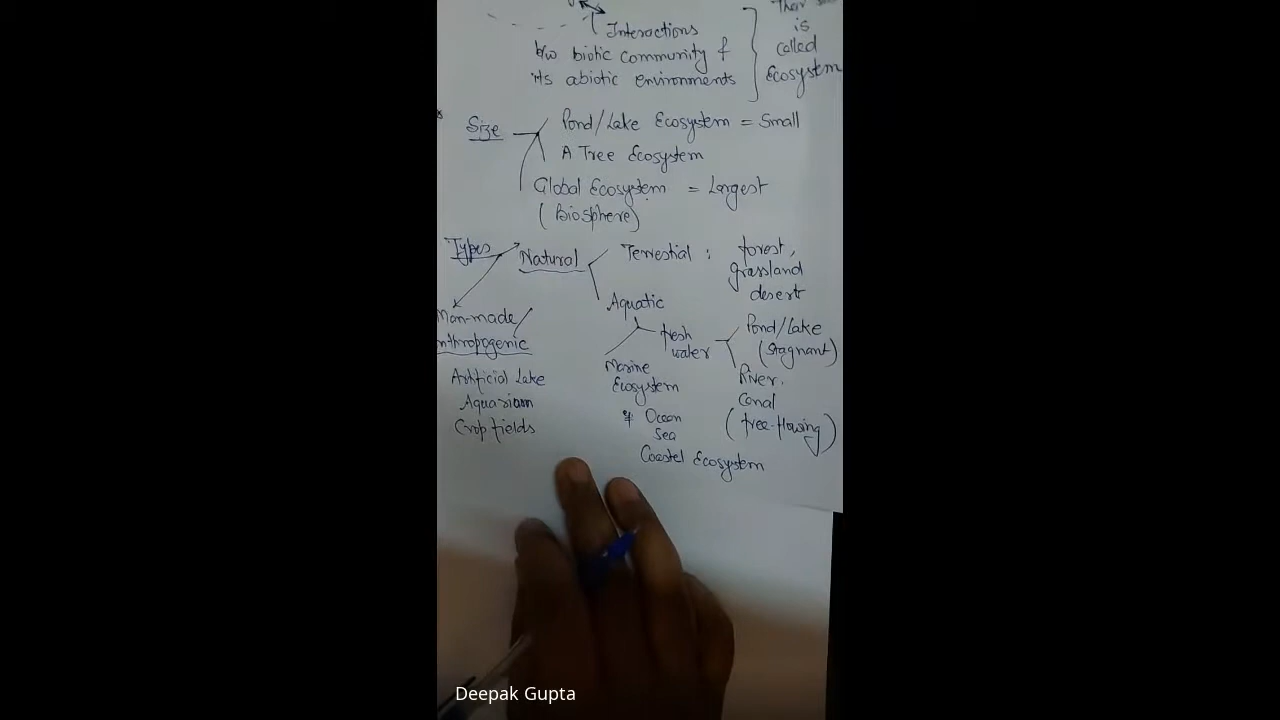 Their
is
called
Ecosystem
Interactions
b/w biotic community &
its abiotic environments
Size
Pond/Lake Ecosystem = Small
A Tree Ecosystem
Global Ecosystem = Largest
(Biosphere)
Types
Natural
Terrestial : forest,
grassland
desert
Aquatic
Man-made/
nthropogenic
Artificial Lake
Aquarium
Crop fields
fresh
water
Pond/Lake
(Stagnant)
River.
Canal
(free-flowing)
Marine
Ecosystem
Ocean
Sea
Coastel Ecosystem
Deepak Gupta